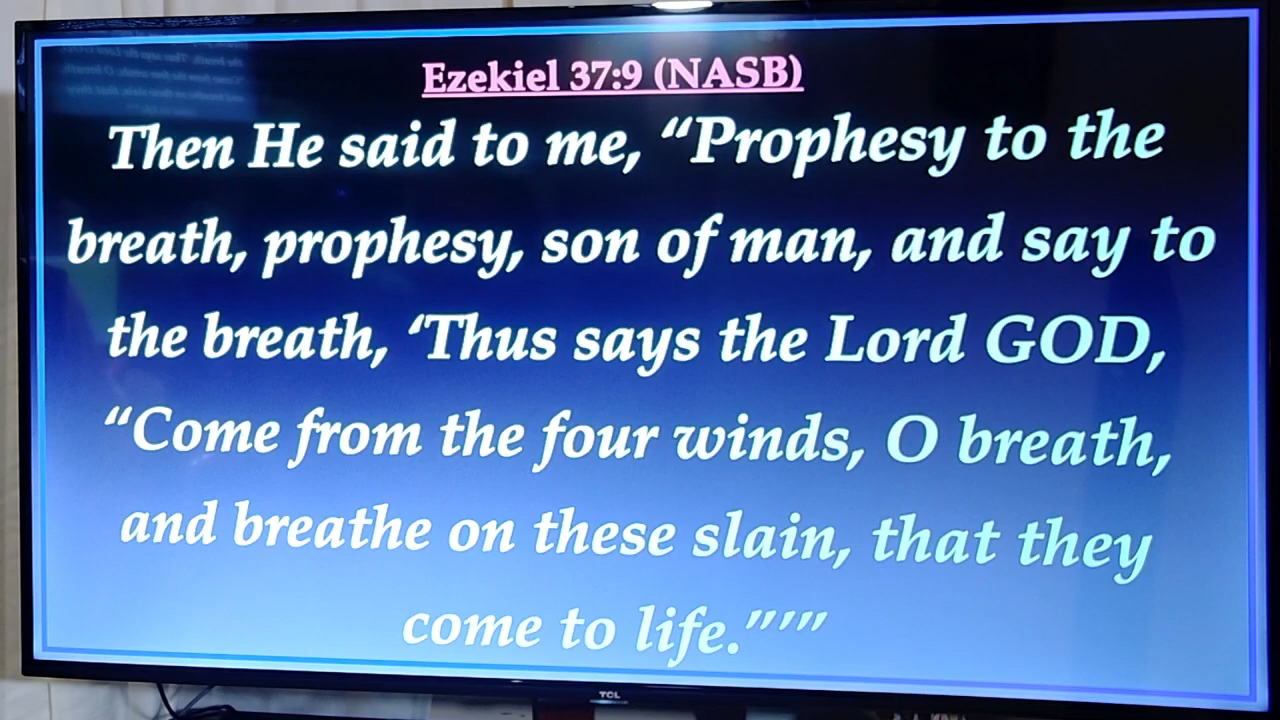 Ezekiel 37:9 (NASB)
Then He said to me, “Prophesy to the
breath, prophesy, son of man, and say to
the breath, ‘Thus says the Lord GOD,
“Come from the four winds, O breath,
and breathe on these slain, that they
come to life.”’”
TCL